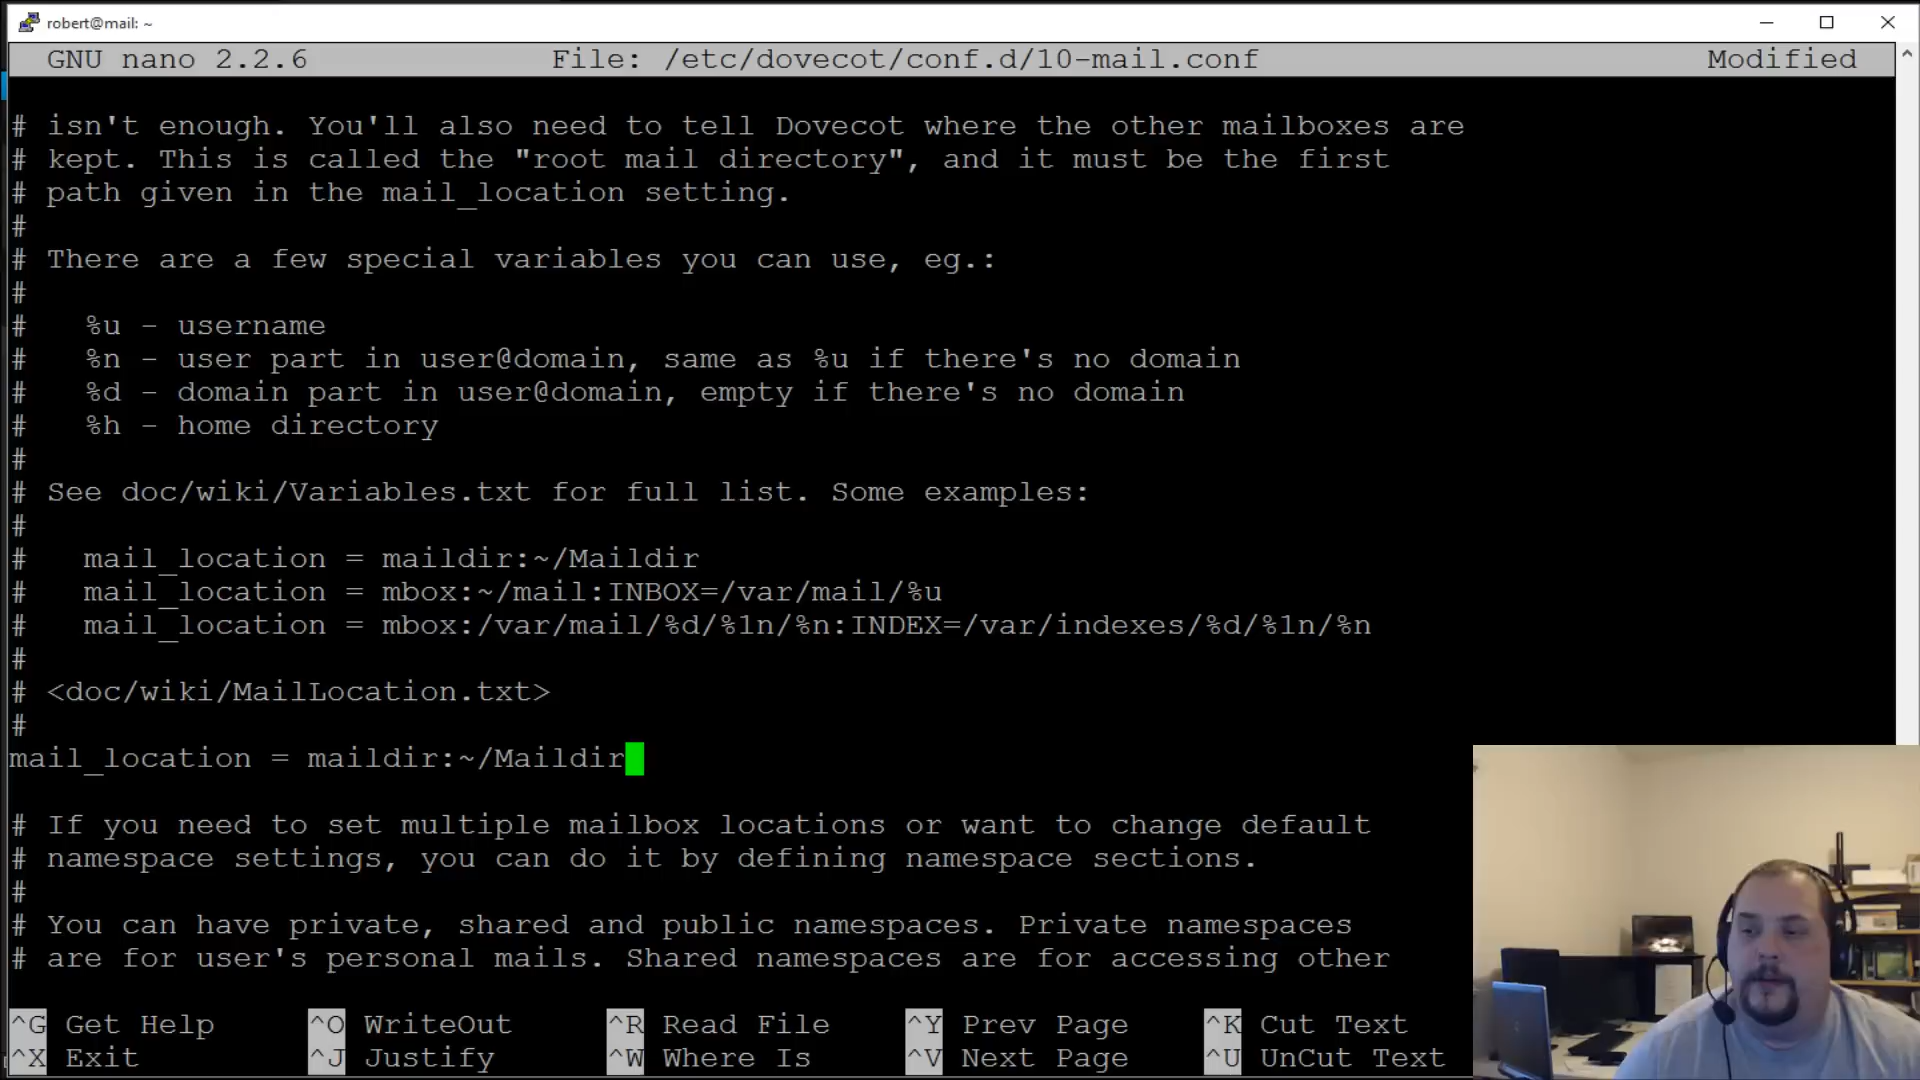 robert@mail: ~
GNU nano 2.2.6 File: /etc/dovecot/conf.d/10-mail.conf Modified
# isn't enough. You'll also need to tell Dovecot where the other mailboxes are
# kept. This is called the "root mail directory", and it must be the first
# path given in the mail_location setting.
#
# There are a few special variables you can use, eg.:
#
#   %u - username
#   %n - user part in user@domain, same as %u if there's no domain
#   %d - domain part in user@domain, empty if there's no domain
#   %h - home directory
#
# See doc/wiki/Variables.txt for full list. Some examples:
#
#   mail_location = maildir:~/Maildir
#   mail_location = mbox:~/mail:INBOX=/var/mail/%u
#   mail_location = mbox:/var/mail/%d/%1n/%n:INDEX=/var/indexes/%d/%1n/%n
#
# <doc/wiki/MailLocation.txt>
#
mail_location = maildir:~/Maildir
# If you need to set multiple mailbox locations or want to change default
# namespace settings, you can do it by defining namespace sections.
#
# You can have private, shared and public namespaces. Private namespaces
# are for user's personal mails. Shared namespaces are for accessing other
^G Get Help ^O WriteOut ^R Read File ^Y Prev Page ^K Cut Text
^X Exit ^J Justify ^W Where Is ^V Next Page ^U UnCut Text